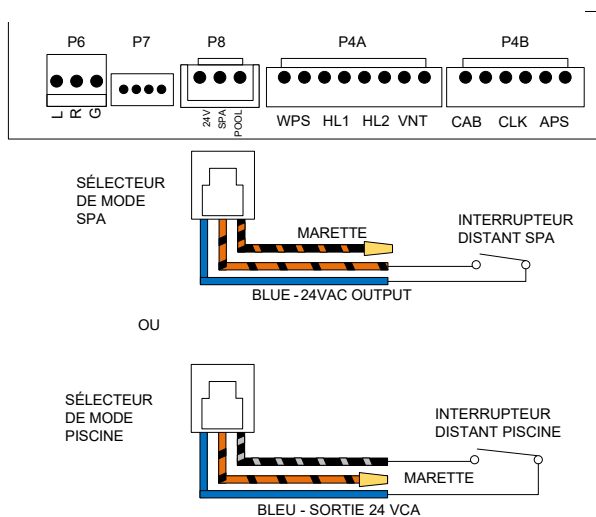 P6 P7 P8 P4A P4B
L R G 24V SPA POOL WPS HL1 HL2 VNT CAB CLK APS
SÉLECTEUR
DE MODE
SPA
MARETTE
INTERRUPTEUR
DISTANT SPA
BLUE - 24VAC OUTPUT
OU
SÉLECTEUR
DE MODE
PISCINE
INTERRUPTEUR
DISTANT PISCINE
MARETTE
BLEU - SORTIE 24 VCA